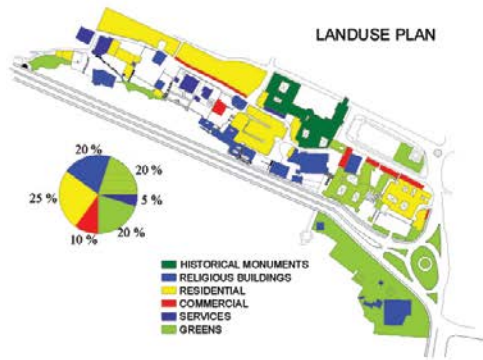 LANDUSE PLAN
20 %
20 %
25 %
5 %
10 %
20 %
HISTORICAL MONUMENTS
RELIGIOUS BUILDINGS
RESIDENTIAL
COMMERCIAL
SERVICES
GREENS